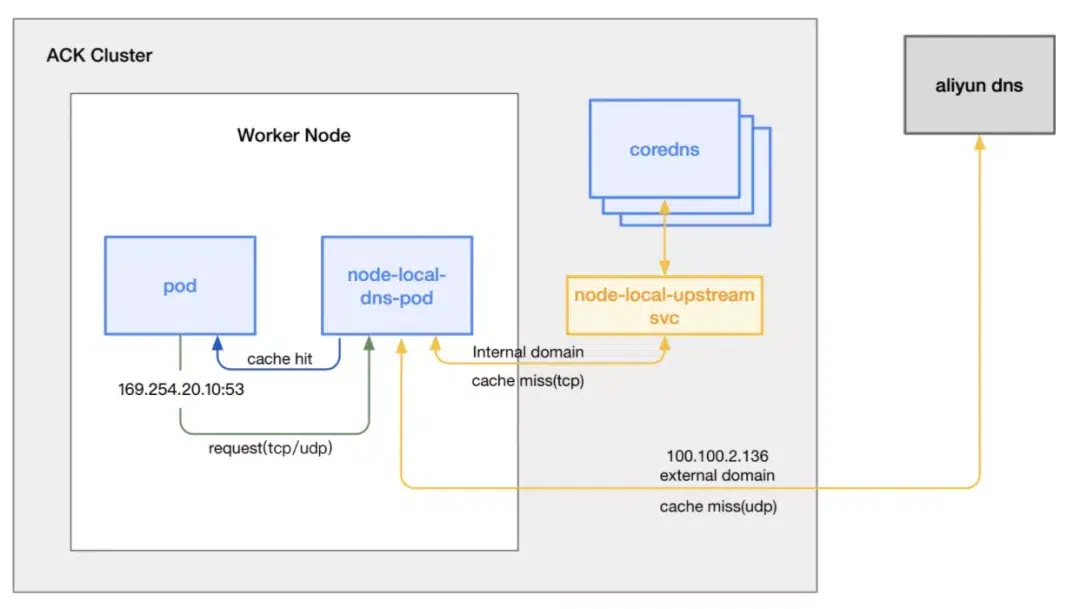 ACK Cluster
aliyun dns
Worker Node
coredns
pod
node-local-
dns-pod
node-local-upstream
svc
cache hit
Internal domain
cache miss(tcp)
169.254.20.10:53
request(tcp/udp)
100.100.2.136
external domain
cache miss(udp)